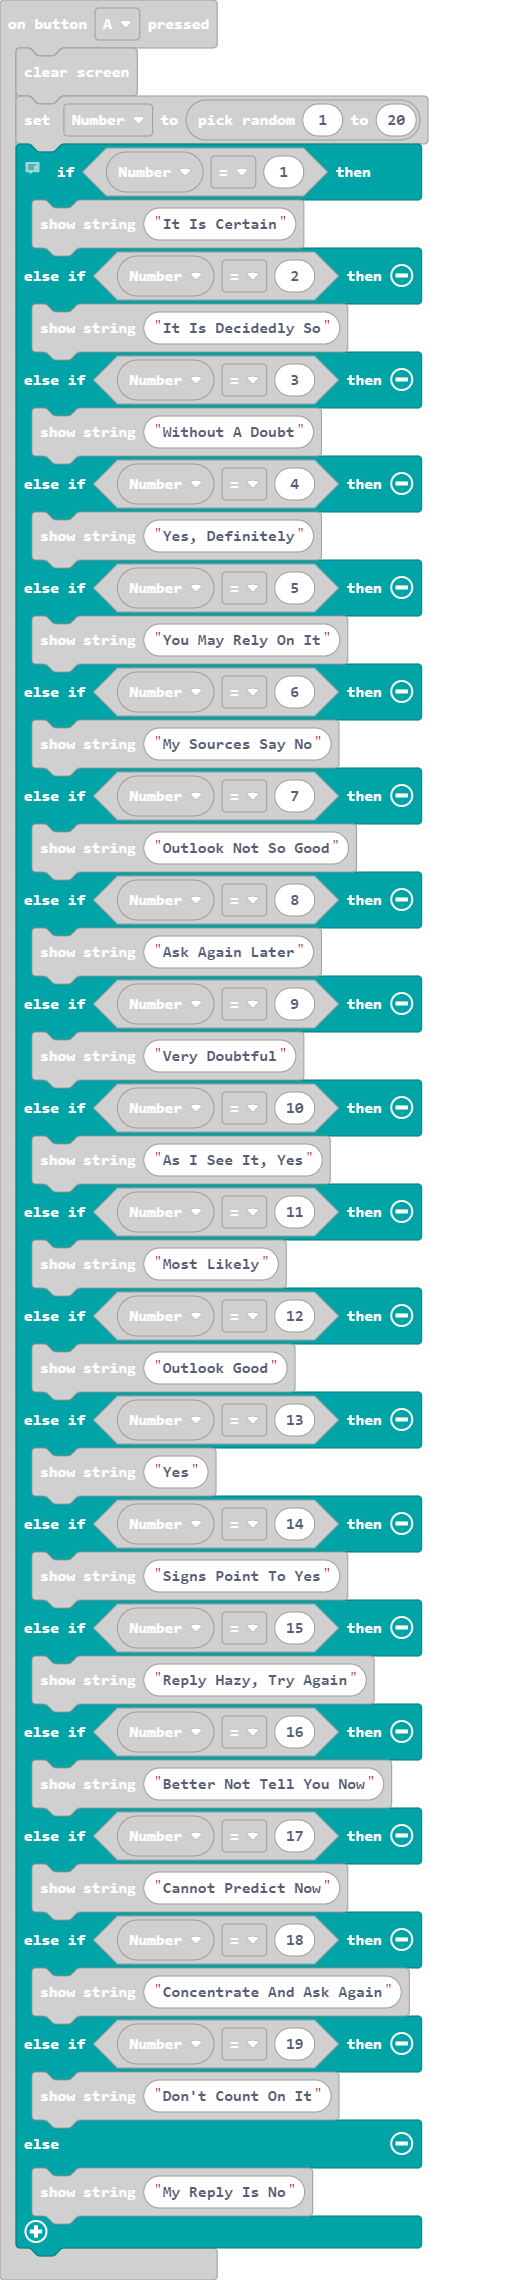 on button A pressed
clear screen
set Number to pick random 1 to 20
if Number = 1 then
show string "It Is Certain"
else if Number = 2 then
show string "It Is Decidedly So"
else if Number = 3 then
show string "Without A Doubt"
else if Number = 4 then
show string "Yes, Definitely"
else if Number = 5 then
show string "You May Rely On It"
else if Number = 6 then
show string "My Sources Say No"
else if Number = 7 then
show string "Outlook Not So Good"
else if Number = 8 then
show string "Ask Again Later"
else if Number = 9 then
show string "Very Doubtful"
else if Number = 10 then
show string "As I See It, Yes"
else if Number = 11 then
show string "Most Likely"
else if Number = 12 then
show string "Outlook Good"
else if Number = 13 then
show string "Yes"
else if Number = 14 then
show string "Signs Point To Yes"
else if Number = 15 then
show string "Reply Hazy, Try Again"
else if Number = 16 then
show string "Better Not Tell You Now"
else if Number = 17 then
show string "Cannot Predict Now"
else if Number = 18 then
show string "Concentrate And Ask Again"
else if Number = 19 then
show string "Don't Count On It"
else
show string "My Reply Is No"